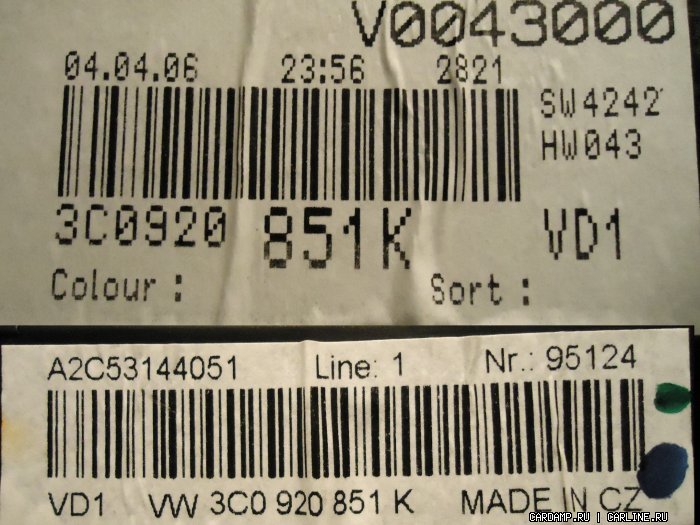 V0043000
04.04.06 23:56 2821
SW4242
HW043
3C0920 851K VD1
Colour : Sort :
A2C53144051 Line: 1 Nr.: 95124
VD1 VW 3C0 920 851 K MADE IN CZ
CARDAMP.RU | CARLINE.RU